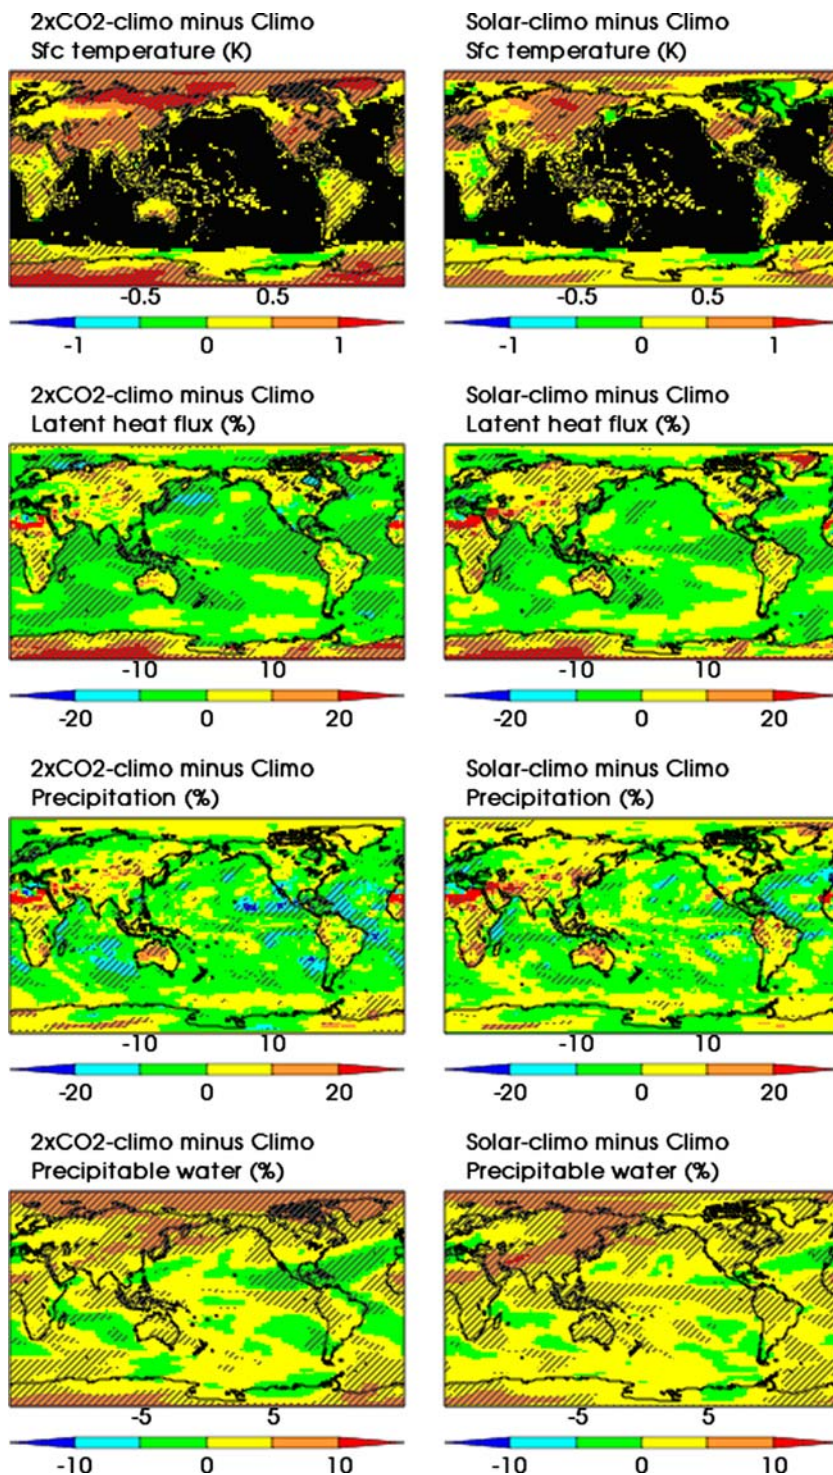 2xCO2-climo minus Climo
Sfc temperature (K)
Solar-climo minus Climo
Sfc temperature (K)
-0.5 0.5
-1 0 1
-0.5 0.5
-1 0 1
2xCO2-climo minus Climo
Latent heat flux (%)
Solar-climo minus Climo
Latent heat flux (%)
-10 10
-20 0 20
-10 10
-20 0 20
2xCO2-climo minus Climo
Precipitation (%)
Solar-climo minus Climo
Precipitation (%)
-10 10
-20 0 20
-10 10
-20 0 20
2xCO2-climo minus Climo
Precipitable water (%)
Solar-climo minus Climo
Precipitable water (%)
-5 5
-10 0 10
-5 5
-10 0 10